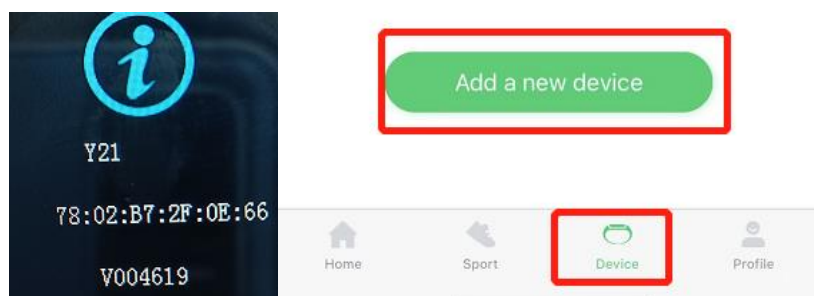 i
Y21
78:02:B7:2F:0E:66
V004619
Add a new device
Home
Sport
Device
Profile